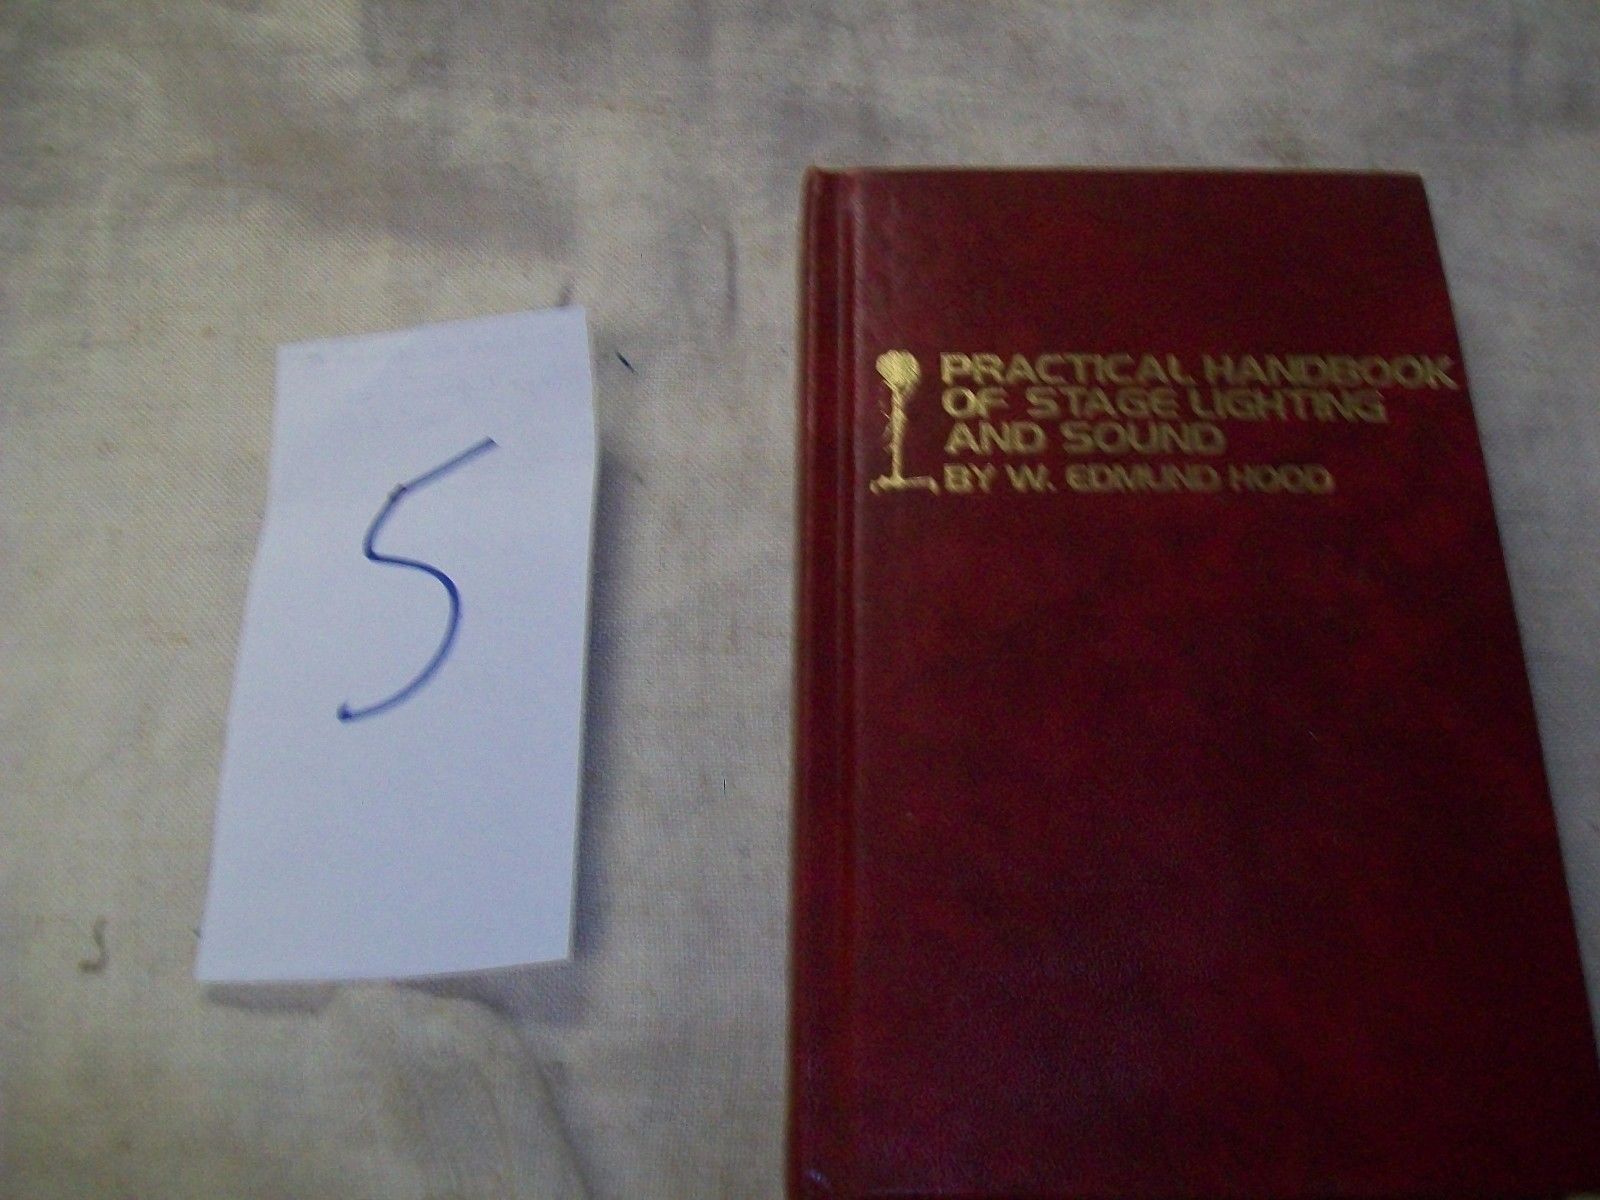 5
PRACTICAL HANDBOOK
OF STAGE LIGHTING
AND SOUND
BY W. EDMUND HOOD